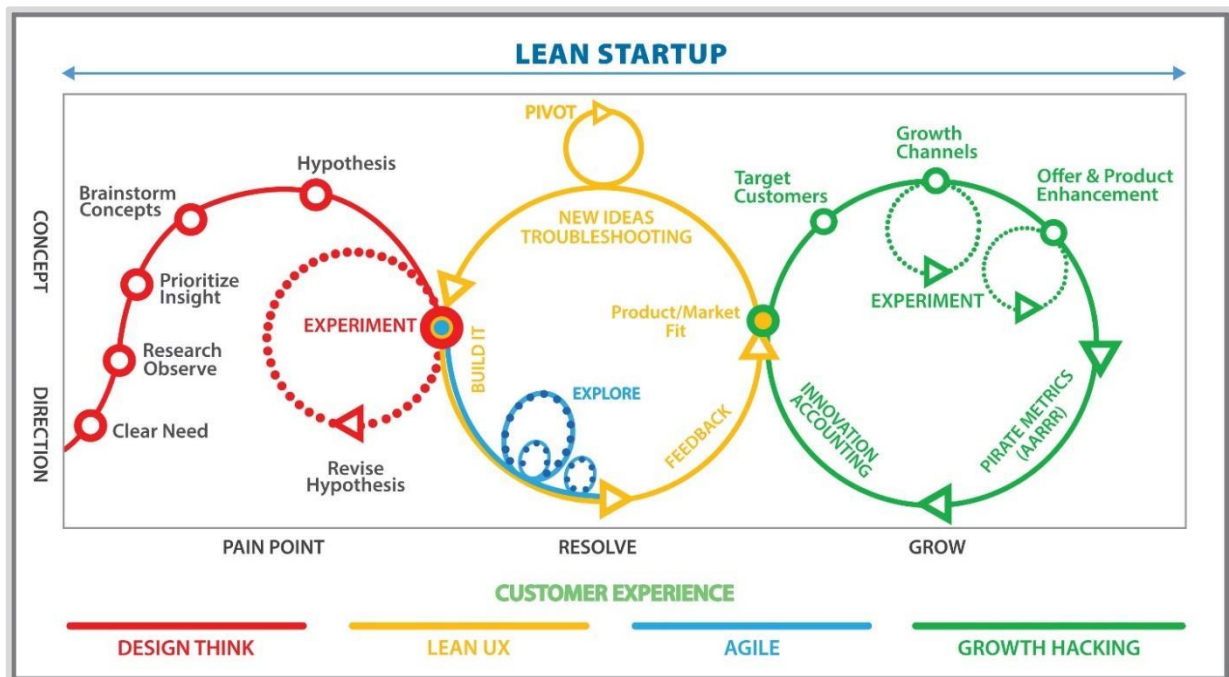 LEAN STARTUP
CONCEPT
DIRECTION
Hypothesis
Brainstorm
Concepts
Prioritize
Insight
Research
Observe
Clear Need
EXPERIMENT
Revise
Hypothesis
PIVOT
NEW IDEAS
TROUBLESHOOTING
BUILD IT
EXPLORE
FEEDBACK
Product/Market
Fit
Target
Customers
Growth
Channels
Offer & Product
Enhancement
EXPERIMENT
INNOVATION
ACCOUNTING
PIRATE METRICS
(AARRR)
PAIN POINT
RESOLVE
GROW
CUSTOMER EXPERIENCE
DESIGN THINK
LEAN UX
AGILE
GROWTH HACKING